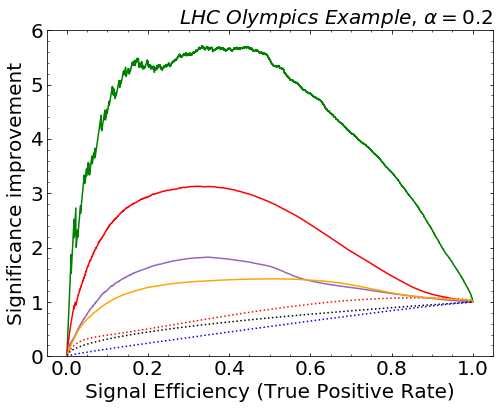 LHC Olympics Example, α = 0.2
Significance improvement
6
5
4
3
2
1
0
0.0 0.2 0.4 0.6 0.8 1.0
Signal Efficiency (True Positive Rate)